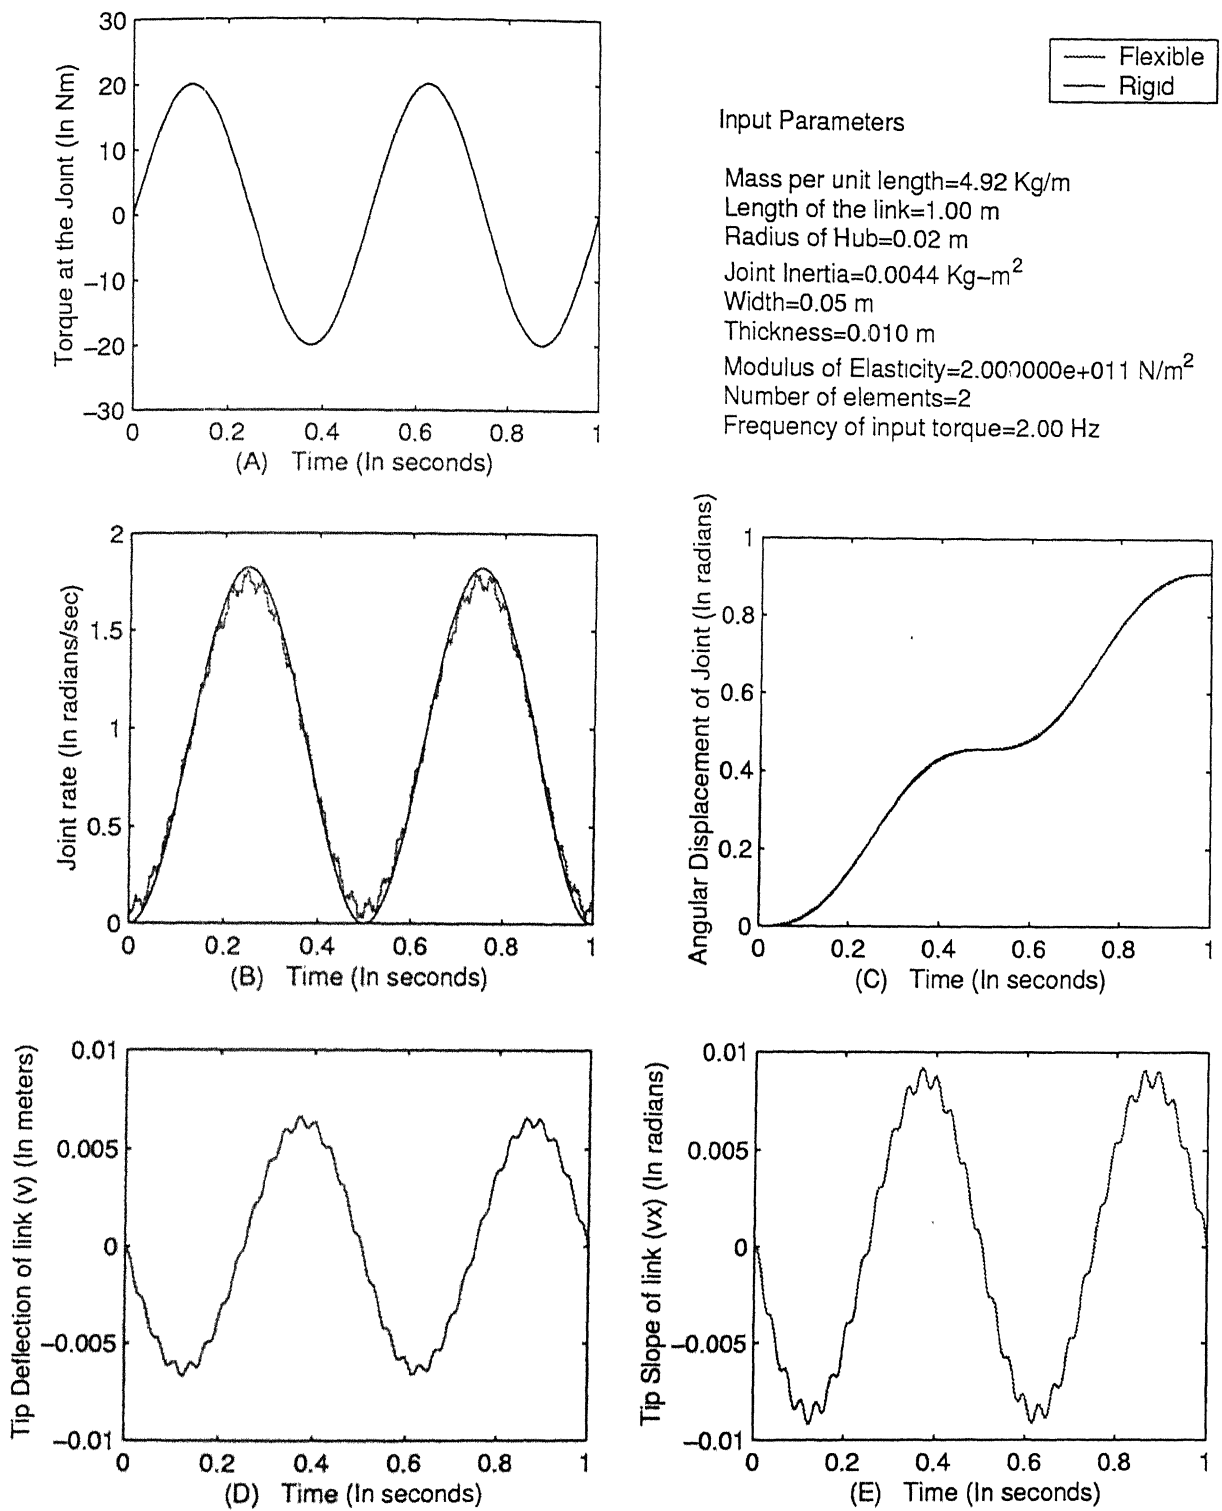 30
20
10
0
−10
−20
−30
Torque at the Joint (In Nm)
0 0.2 0.4 0.6 0.8 1
(A) Time (In seconds)
Flexible
Rigid
Input Parameters
Mass per unit length=4.92 Kg/m
Length of the link=1.00 m
Radius of Hub=0.02 m
Joint Inertia=0.0044 Kg−m²
Width=0.05 m
Thickness=0.010 m
Modulus of Elasticity=2.000000e+011 N/m²
Number of elements=2
Frequency of input torque=2.00 Hz
2
1.5
1
0.5
0
Joint rate (In radians/sec)
0 0.2 0.4 0.6 0.8 1
(B) Time (In seconds)
1
0.8
0.6
0.4
0.2
0
Angular Displacement of Joint (In radians)
0 0.2 0.4 0.6 0.8 1
(C) Time (In seconds)
0.01
0.005
0
−0.005
−0.01
Tip Deflection of link (v) (In meters)
0 0.2 0.4 0.6 0.8 1
(D) Time (In seconds)
0.01
0.005
0
−0.005
−0.01
Tip Slope of link (vx) (In radians)
0 0.2 0.4 0.6 0.8 1
(E) Time (In seconds)